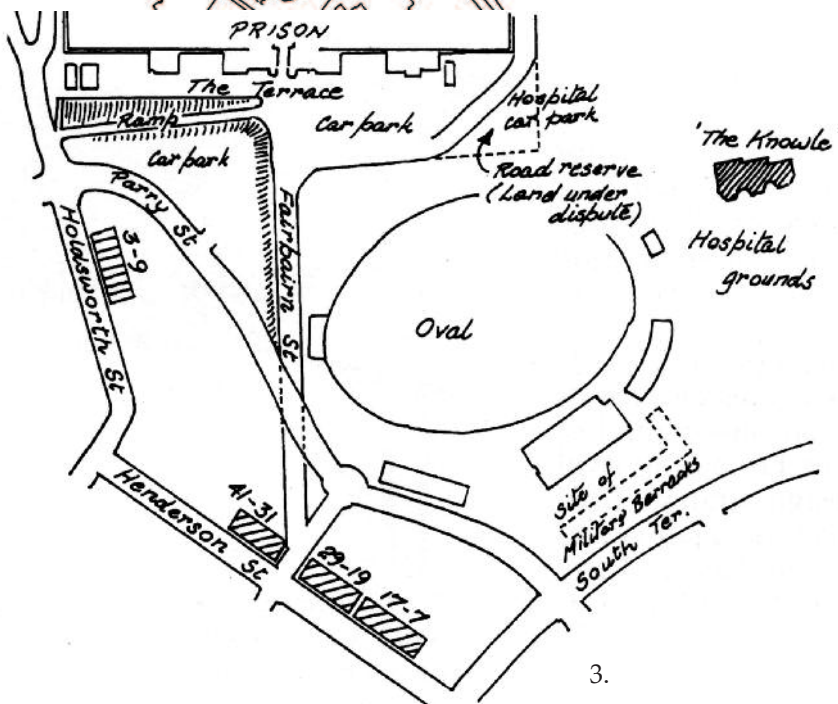 PRISON
The Terrace
Ramp
Car park
Car park
Hospital
car park
'The Knowle
Road reserve
(Land under
dispute)
Parry St
Fairbairn St
Holdsworth St
3-9
Hospital
grounds
Oval
Site of
Military Barracks
South Ter.
41-31
Henderson St
29-19
17-7
3.